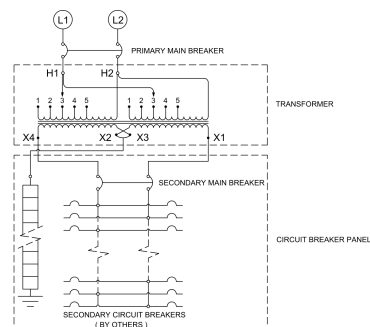 L1 L2
PRIMARY MAIN BREAKER
H1 H2
1 2 3 4 5 1 2 3 4 5
TRANSFORMER
X4 X2 X3 X1
SECONDARY MAIN BREAKER
CIRCUIT BREAKER PANEL
SECONDARY CIRCUIT BREAKERS
( BY OTHERS )